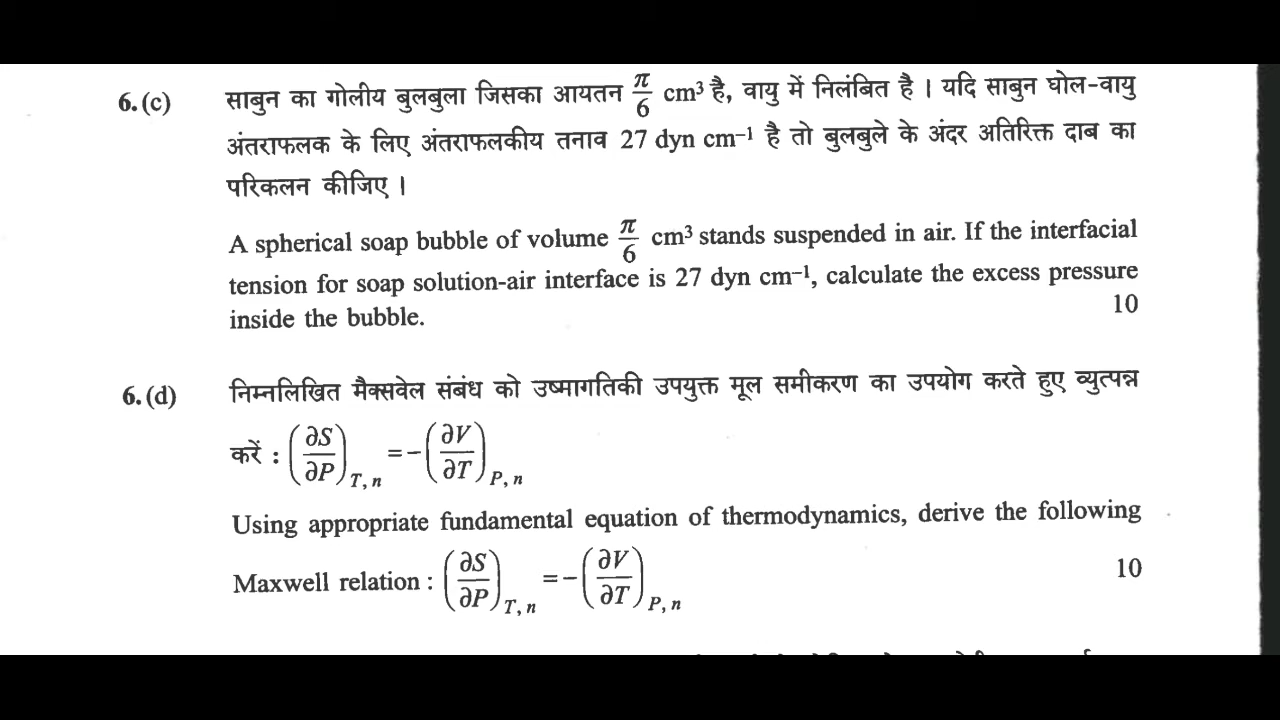 6.(c) साबुन का गोलीय बुलबुला जिसका आयतन π/6 cm³ है, वायु में निलंबित है । यदि साबुन घोल-वायु
अंतराफलक के लिए अंतराफलकीय तनाव 27 dyn cm⁻¹ है तो बुलबुले के अंदर अतिरिक्त दाब का
परिकलन कीजिए ।
A spherical soap bubble of volume π/6 cm³ stands suspended in air. If the interfacial
tension for soap solution-air interface is 27 dyn cm⁻¹, calculate the excess pressure
inside the bubble. 10
6.(d) निम्नलिखित मैक्सवेल संबंध को उष्मागतिकी उपयुक्त मूल समीकरण का उपयोग करते हुए व्युत्पन्न
करें : (∂S/∂P)T, n = −(∂V/∂T)P, n
Using appropriate fundamental equation of thermodynamics, derive the following
Maxwell relation : (∂S/∂P)T, n = −(∂V/∂T)P, n 10